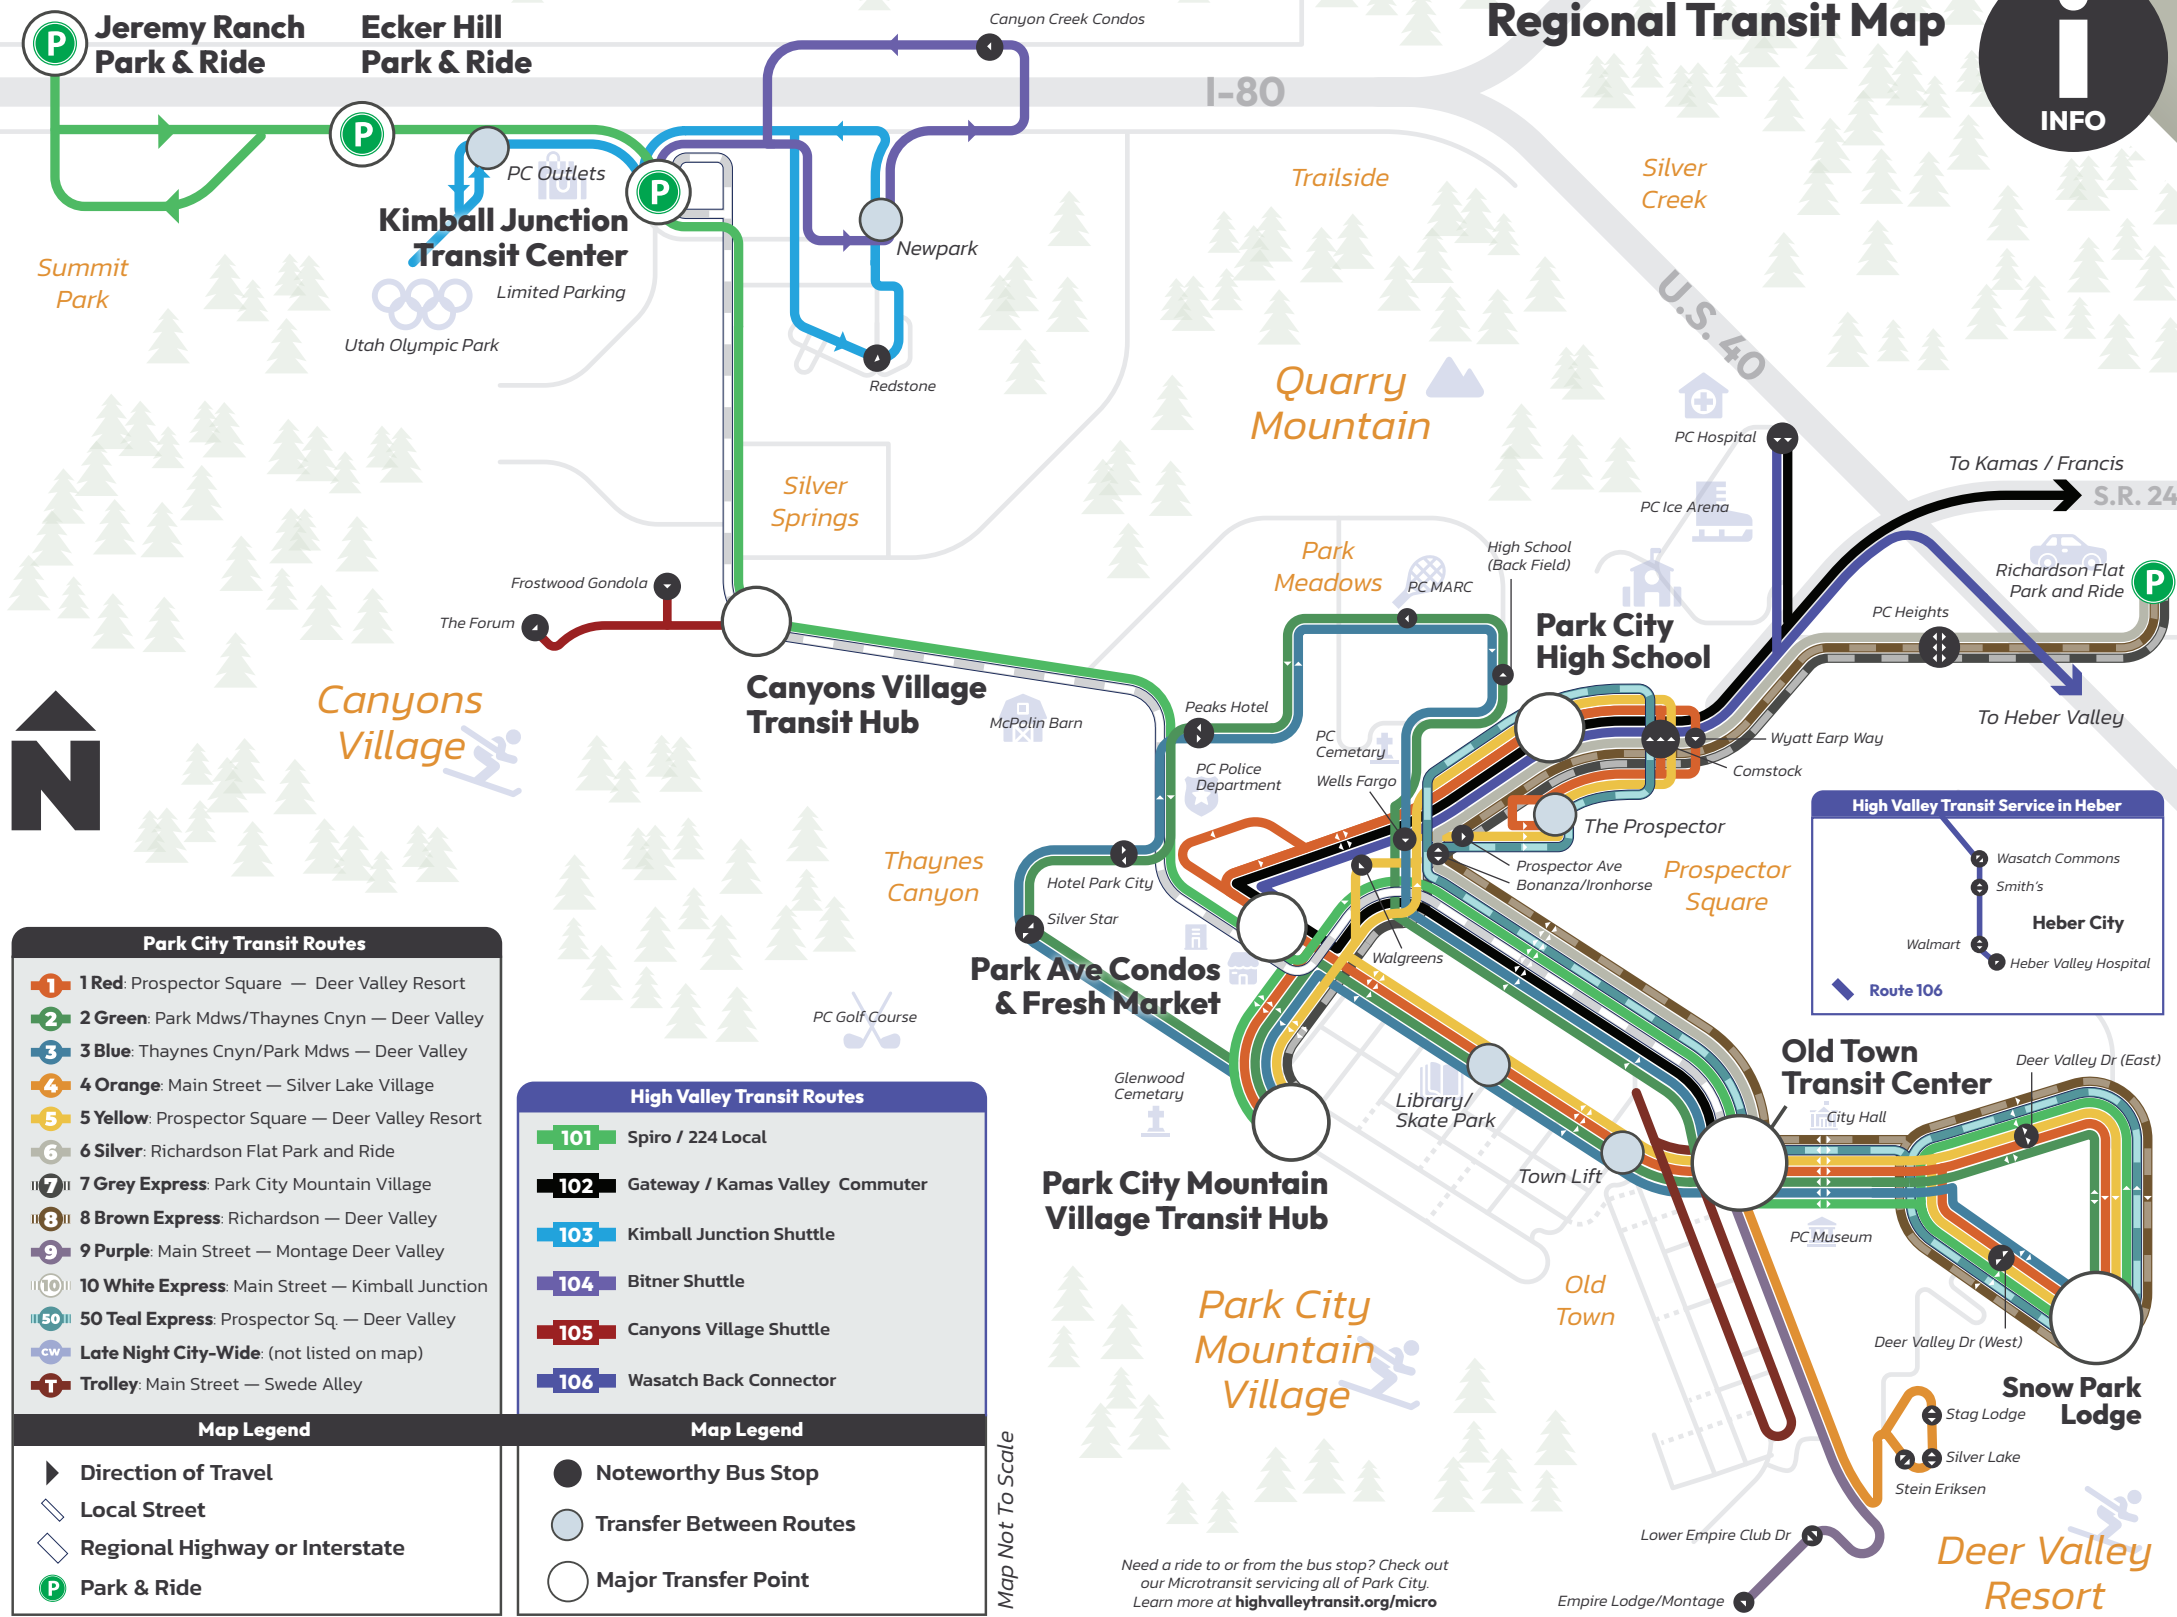 Regional Transit Map
INFO
Jeremy Ranch
Park & Ride
Ecker Hill
Park & Ride
P
P
P
Canyon Creek Condos
I-80
PC Outlets
Kimball Junction
Transit Center
Limited Parking
Newpark
Redstone
Utah Olympic Park
Summit
Park
Trailside
Silver
Creek
U.S. 40
Quarry
Mountain
PC Hospital
PC Ice Arena
To Kamas / Francis
S.R. 24
Richardson Flat
Park and Ride
P
PC Heights
To Heber Valley
Silver
Springs
Frostwood Gondola
The Forum
Canyons Village
Transit Hub
Canyons
Village
McPolin Barn
Park
Meadows
PC MARC
High School
(Back Field)
Park City
High School
Peaks Hotel
PC
Cemetary
PC Police
Department
Wells Fargo
Wyatt Earp Way
Comstock
The Prospector
Prospector Ave
Bonanza/Ironhorse
Prospector
Square
Thaynes
Canyon
Hotel Park City
Silver Star
Walgreens
Park Ave Condos
& Fresh Market
PC Golf Course
Glenwood
Cemetary
Library/
Skate Park
Park City Mountain
Village Transit Hub
Town Lift
Old Town
Transit Center
City Hall
PC Museum
Deer Valley Dr (East)
Deer Valley Dr (West)
Snow Park
Lodge
Old
Town
Park City
Mountain
Village
Stag Lodge
Silver Lake
Stein Eriksen
Lower Empire Club Dr
Empire Lodge/Montage
Deer Valley
Resort
High Valley Transit Service in Heber
Wasatch Commons
Smith's
Heber City
Walmart
Heber Valley Hospital
Route 106
N
Park City Transit Routes
1 1 Red: Prospector Square — Deer Valley Resort
2 2 Green: Park Mdws/Thaynes Cnyn — Deer Valley
3 3 Blue: Thaynes Cnyn/Park Mdws — Deer Valley
4 4 Orange: Main Street — Silver Lake Village
5 5 Yellow: Prospector Square — Deer Valley Resort
6 6 Silver: Richardson Flat Park and Ride
7 7 Grey Express: Park City Mountain Village
8 8 Brown Express: Richardson — Deer Valley
9 9 Purple: Main Street — Montage Deer Valley
10 10 White Express: Main Street — Kimball Junction
50 50 Teal Express: Prospector Sq. — Deer Valley
CW Late Night City-Wide: (not listed on map)
T Trolley: Main Street — Swede Alley
Map Legend
Direction of Travel
Local Street
Regional Highway or Interstate
P Park & Ride
High Valley Transit Routes
101 Spiro / 224 Local
102 Gateway / Kamas Valley Commuter
103 Kimball Junction Shuttle
104 Bitner Shuttle
105 Canyons Village Shuttle
106 Wasatch Back Connector
Map Legend
Noteworthy Bus Stop
Transfer Between Routes
Major Transfer Point
Map Not To Scale
Need a ride to or from the bus stop? Check out
our Microtransit servicing all of Park City.
Learn more at highvalleytransit.org/micro